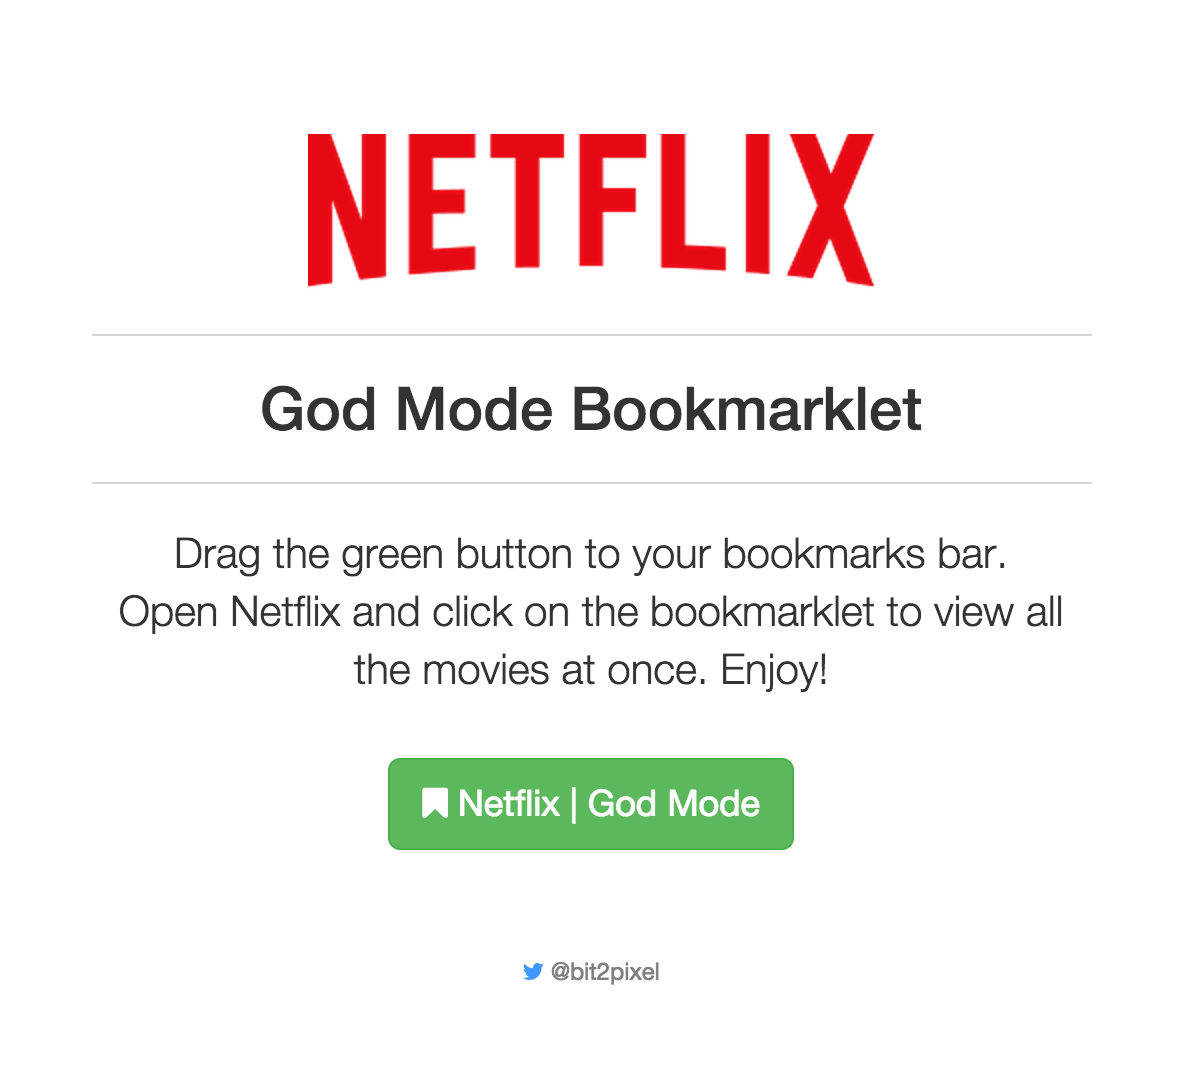 NETFLIX
God Mode Bookmarklet
Drag the green button to your bookmarks bar.
Open Netflix and click on the bookmarklet to view all
the movies at once. Enjoy!
Netflix | God Mode
@bit2pixel